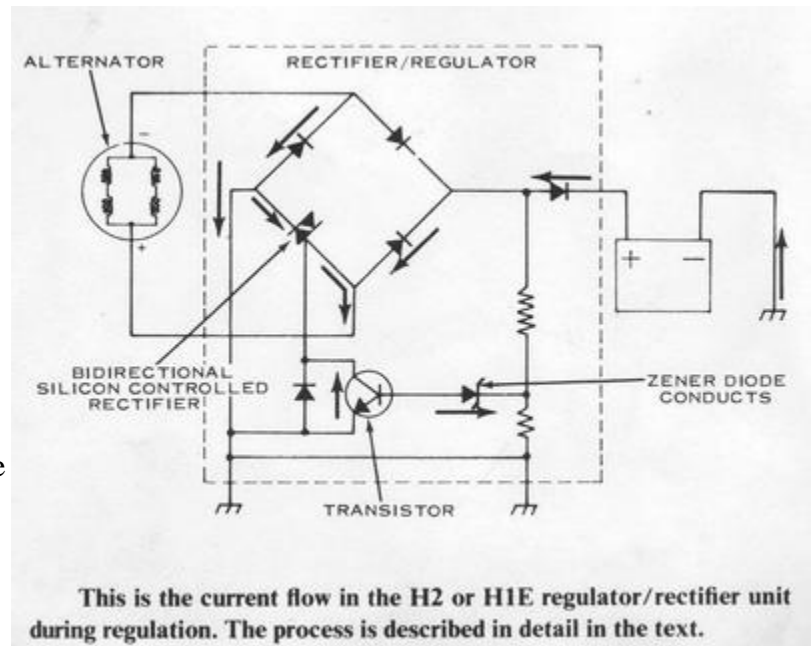 ALTERNATOR
RECTIFIER/REGULATOR
−
+
+ −
BIDIRECTIONAL
SILICON CONTROLLED
RECTIFIER
ZENER DIODE
CONDUCTS
e
TRANSISTOR
This is the current flow in the H2 or H1E regulator/rectifier unit
during regulation. The process is described in detail in the text.